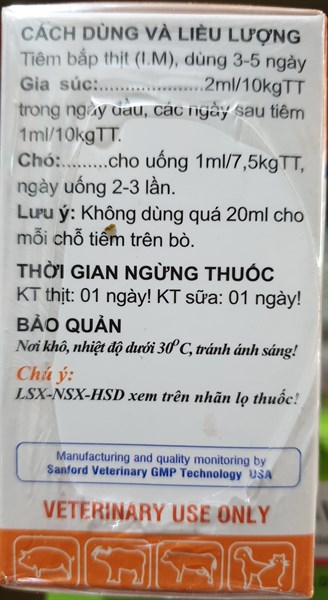 CÁCH DÙNG VÀ LIỀU LƯỢNG
Tiêm bắp thịt (I.M), dùng 3-5 ngày
Gia súc:.....................2ml/10kgTT
trong ngày đầu, các ngày sau tiêm
1ml/10kgTT.
Chó:.........cho uống 1ml/7,5kgTT,
ngày uống 2-3 lần.
Lưu ý: Không dùng quá 20ml cho
mỗi chỗ tiêm trên bò.
THỜI GIAN NGỪNG THUỐC
KT thịt: 01 ngày! KT sữa: 01 ngày!
BẢO QUẢN
Nơi khô, nhiệt độ dưới 30⁰C, tránh ánh sáng!
Chú ý:
LSX-NSX-HSD xem trên nhãn lọ thuốc!
Manufacturing and quality monitoring by
Sanford Veterinary GMP Technology USA
VETERINARY USE ONLY